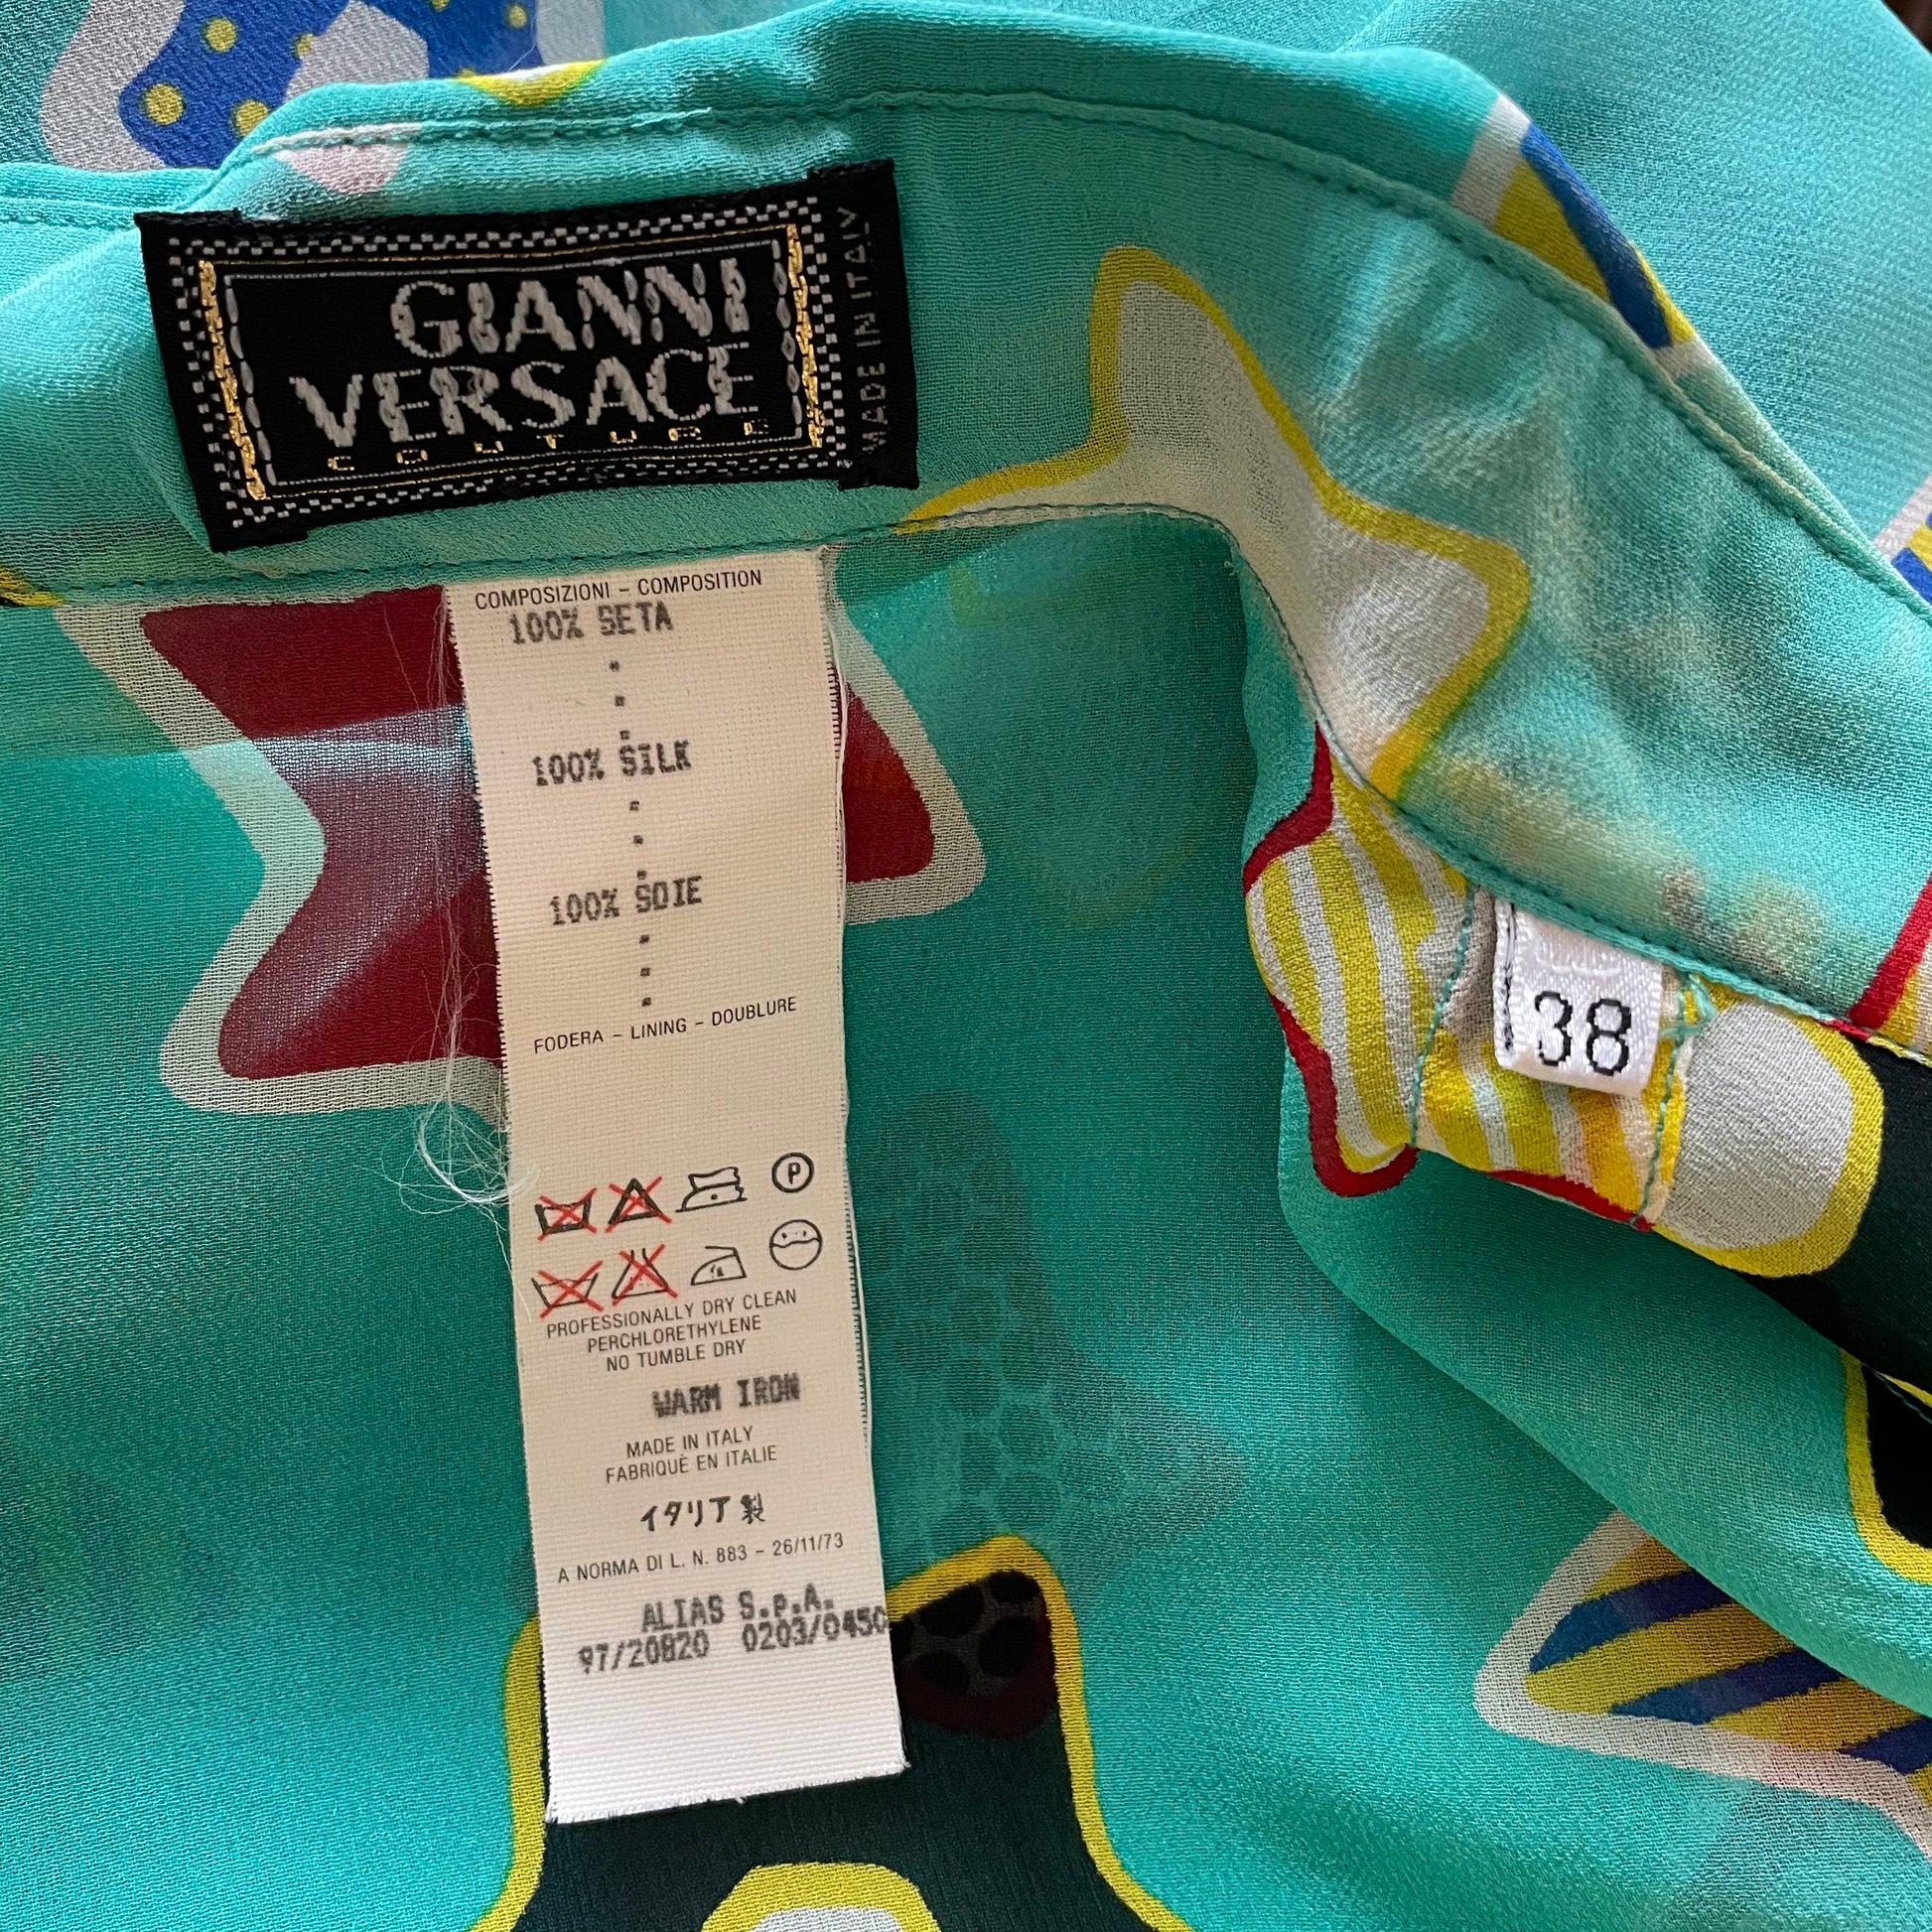 GIANNI
VERSACE
COUTURE
MADE IN ITALY
COMPOSIZIONI – COMPOSITION
100% SETA
100% SILK
100% SOIE
FODERA – LINING – DOUBLURE
38
P
PROFESSIONALLY DRY CLEAN
PERCHLORETHYLENE
NO TUMBLE DRY
WARM IRON
MADE IN ITALY
FABRIQUÈ EN ITALIE
イタリア製
A NORMA DI L. N. 883 – 26/11/73
ALIAS S.p.A.
97/20820 0203/0450